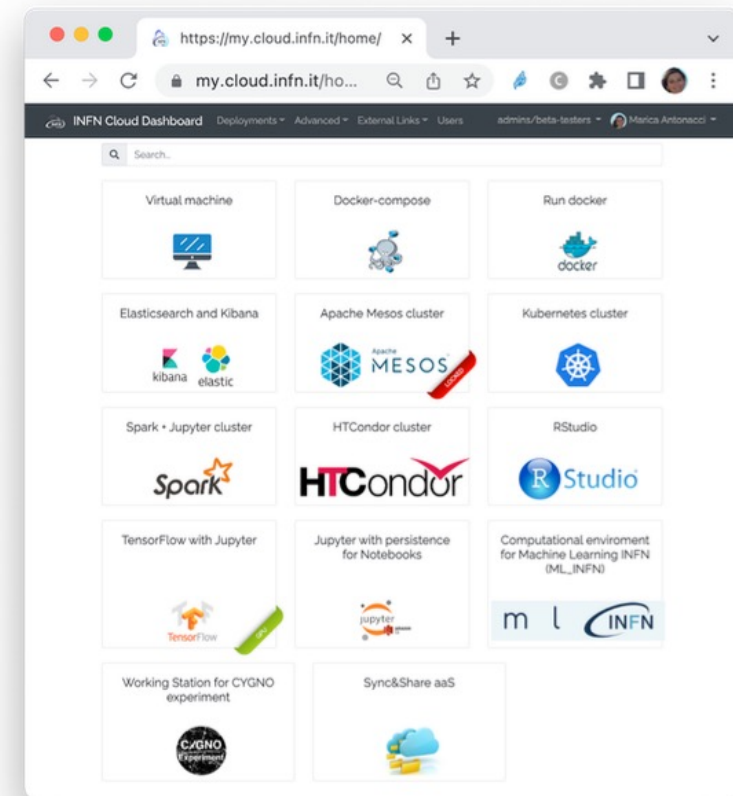 https://my.cloud.infn.it/home/
my.cloud.infn.it/ho...
INFN Cloud Dashboard Deployments Advanced External Links Users admins/beta-testers Marica Antonacci
Search..
Virtual machine Docker-compose Run docker
docker
Elasticsearch and Kibana Apache Mesos cluster Kubernetes cluster
kibana elastic Apache MESOS LOCKED
Spark + Jupyter cluster HTCondor cluster RStudio
Spark HTCondor R Studio
TensorFlow with Jupyter Jupyter with persistence for Notebooks Computational enviroment for Machine Learning INFN (ML_INFN)
TensorFlow GPU jupyter m l INFN
Working Station for CYGNO experiment Sync&Share aaS
CYGNO
Experiment